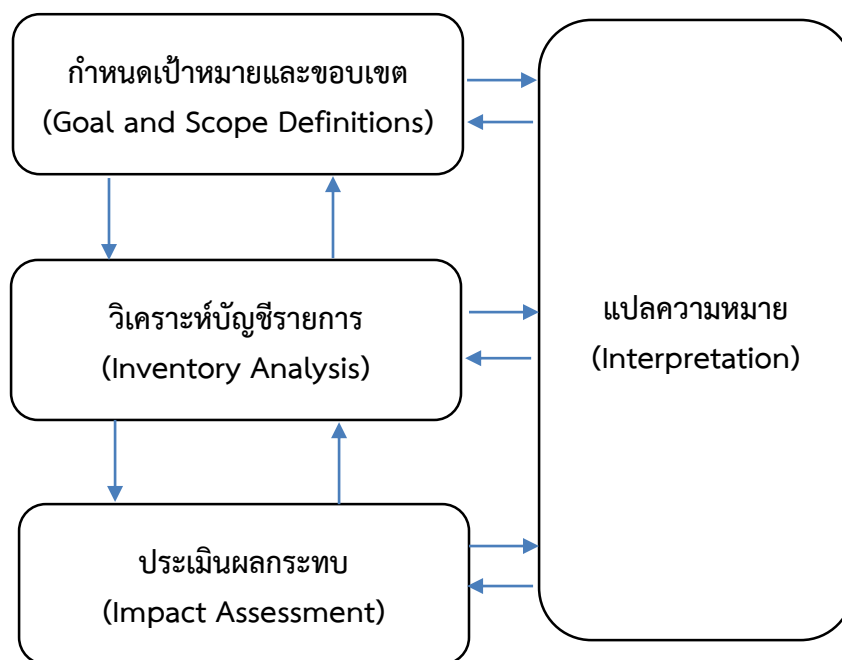 กำหนดเป้าหมายและขอบเขต
(Goal and Scope Definitions)
วิเคราะห์บัญชีรายการ
(Inventory Analysis)
ประเมินผลกระทบ
(Impact Assessment)
แปลความหมาย
(Interpretation)